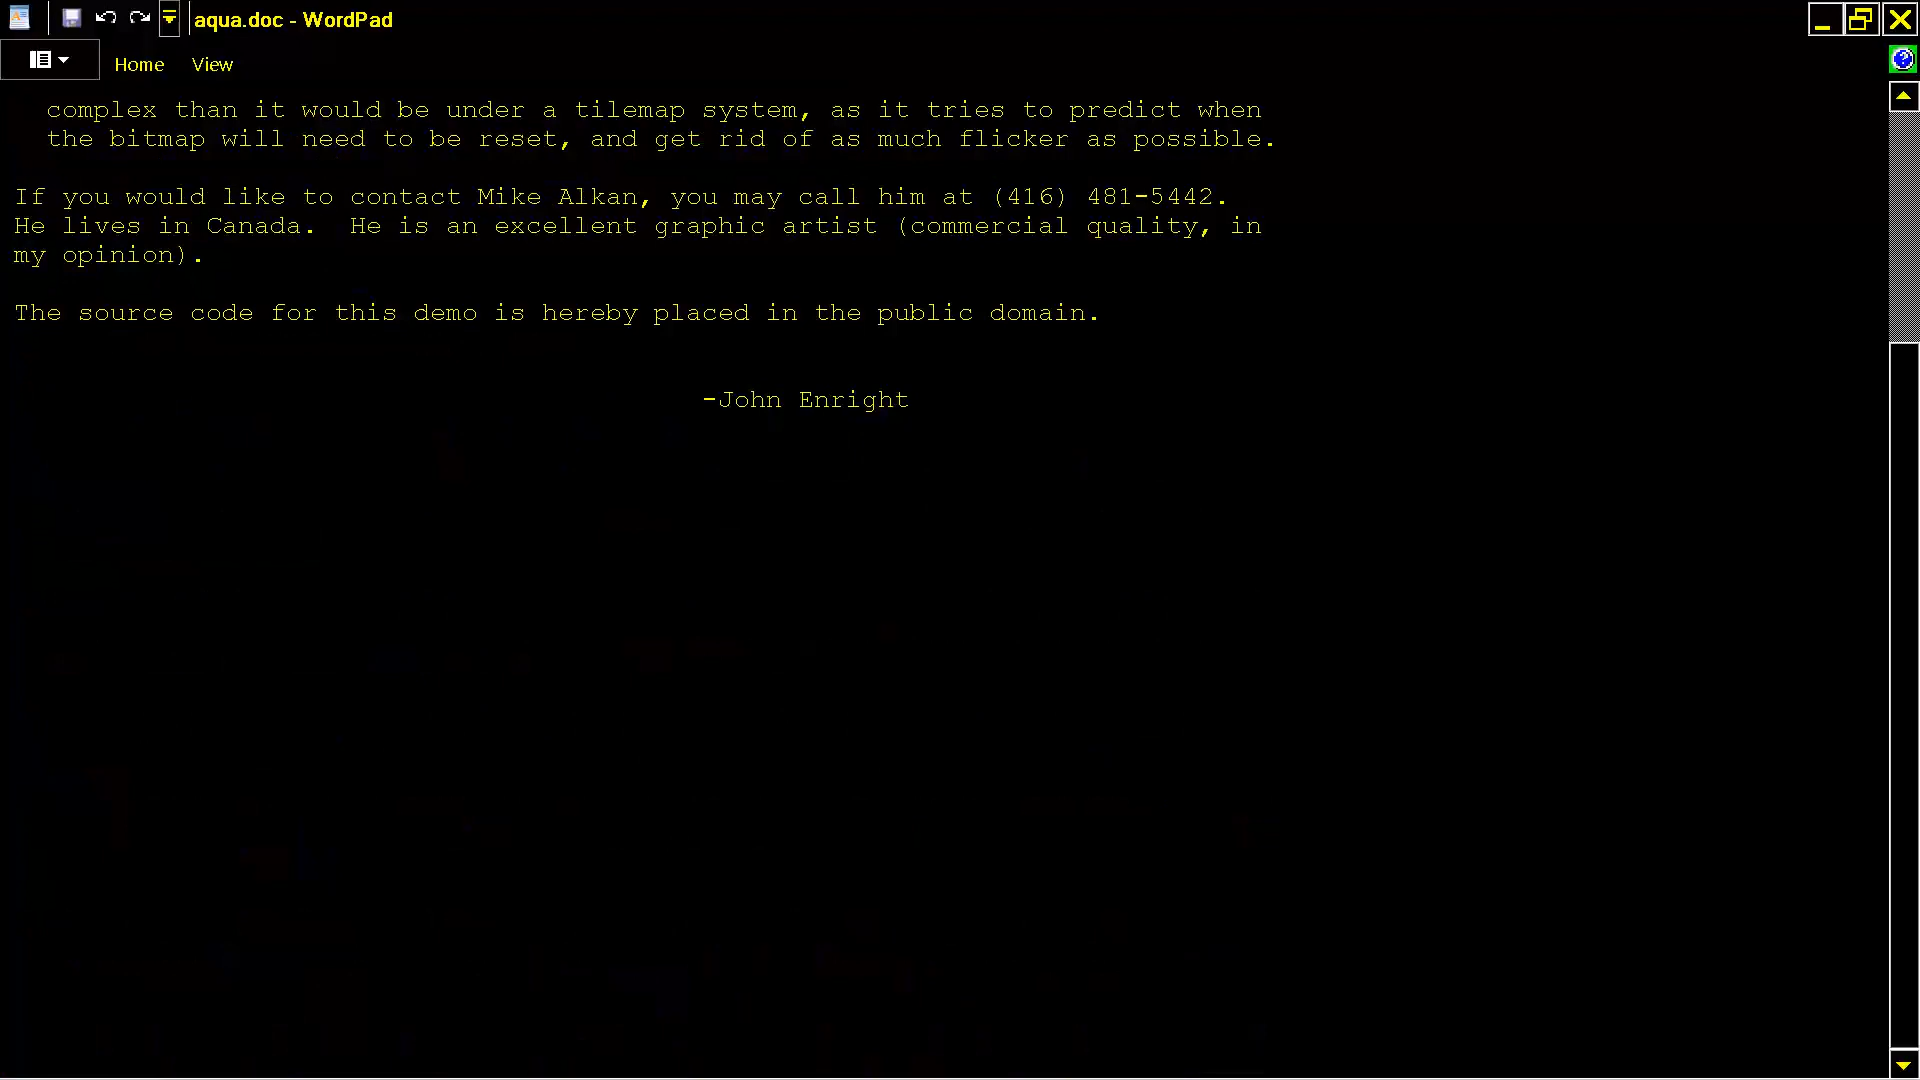 aqua.doc - WordPad
Home View
complex than it would be under a tilemap system, as it tries to predict when
the bitmap will need to be reset, and get rid of as much flicker as possible.
If you would like to contact Mike Alkan, you may call him at (416) 481-5442.
He lives in Canada.  He is an excellent graphic artist (commercial quality, in
my opinion).
The source code for this demo is hereby placed in the public domain.
-John Enright